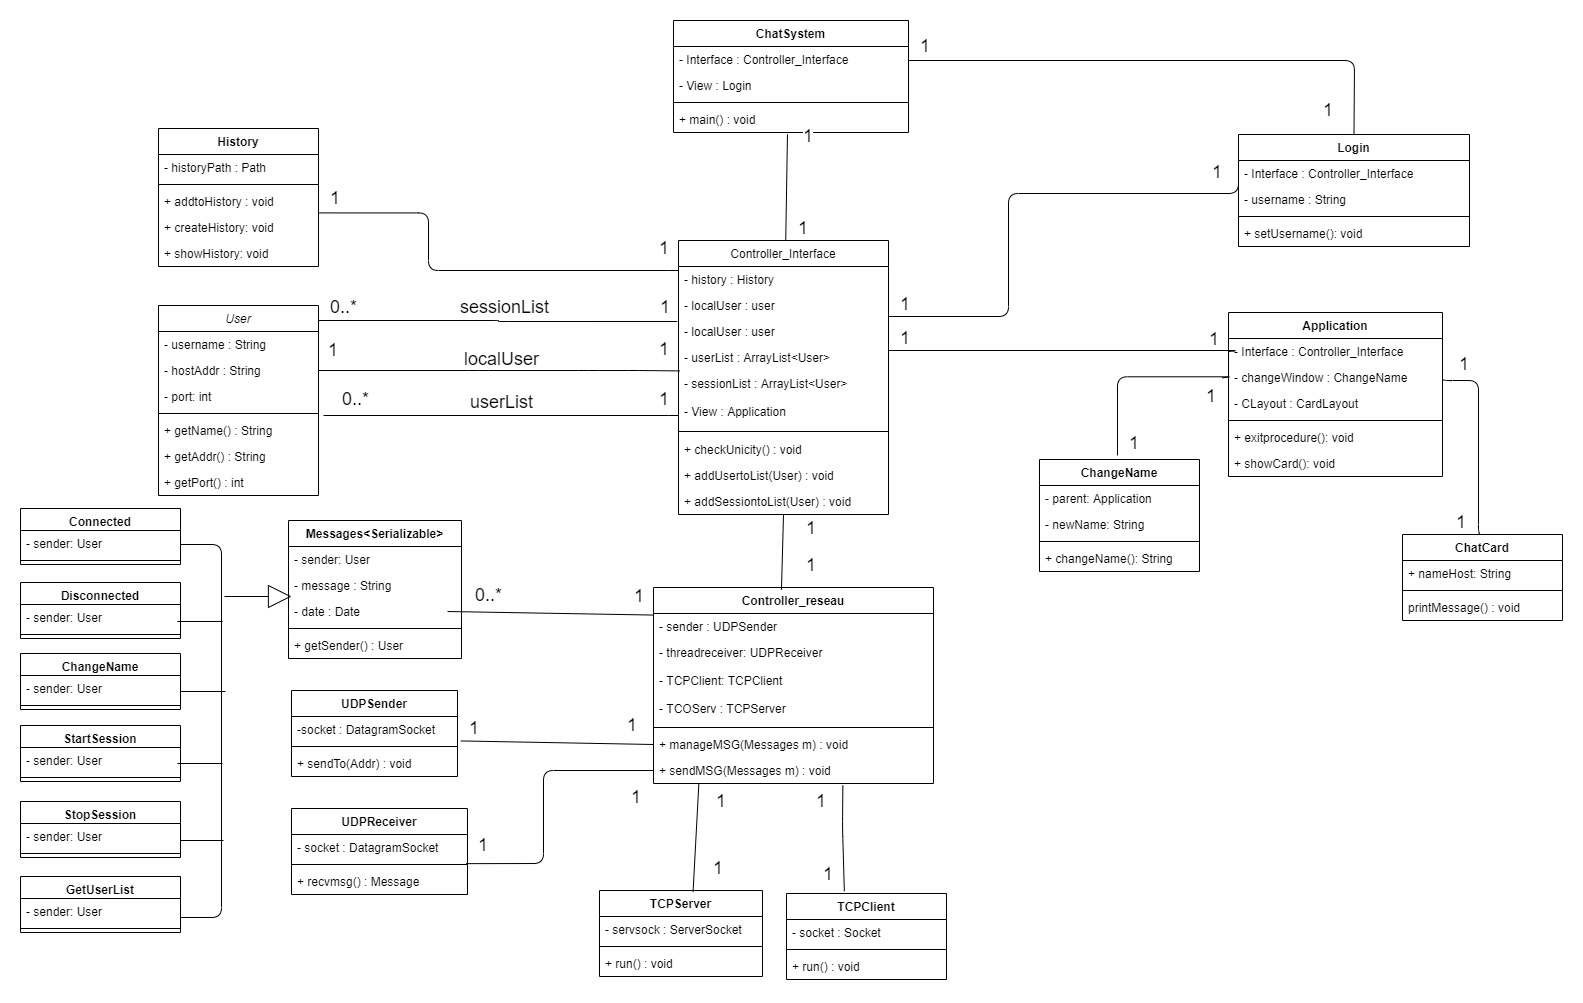 ChatSystem
- Interface : Controller_Interface
- View : Login
+ main() : void
1
1
1
1
History
- historyPath : Path
+ addtoHistory : void
+ createHistory: void
+ showHistory: void
1
1
Login
- Interface : Controller_Interface
- username : String
+ setUsername(): void
1
1
Controller_Interface
- history : History
- localUser : user
- localUser : user
- userList : ArrayList<User>
- sessionList : ArrayList<User>
- View : Application
+ checkUnicity() : void
+ addUsertoList(User) : void
+ addSessiontoList(User) : void
0..* sessionList 1
1 localUser 1
0..* userList 1
User
- username : String
- hostAddr : String
- port: int
+ getName() : String
+ getAddr() : String
+ getPort() : int
1
1
Application
- Interface : Controller_Interface
- changeWindow : ChangeName
- CLayout : CardLayout
+ exitprocedure(): void
+ showCard(): void
1
1
1
1
ChangeName
- parent: Application
- newName: String
+ changeName(): String
ChatCard
+ nameHost: String
printMessage() : void
Connected
- sender: User
Disconnected
- sender: User
ChangeName
- sender: User
StartSession
- sender: User
StopSession
- sender: User
GetUserList
- sender: User
Messages<Serializable>
- sender: User
- message : String
- date : Date
+ getSender() : User
0..*
1
1
1
Controller_reseau
- sender : UDPSender
- threadreceiver: UDPReceiver
- TCPClient: TCPClient
- TCOServ : TCPServer
+ manageMSG(Messages m) : void
+ sendMSG(Messages m) : void
UDPSender
-socket : DatagramSocket
+ sendTo(Addr) : void
1
1
UDPReceiver
- socket : DatagramSocket
+ recvmsg() : Message
1
1
1
1
1
1
TCPServer
- servsock : ServerSocket
+ run() : void
TCPClient
- socket : Socket
+ run() : void